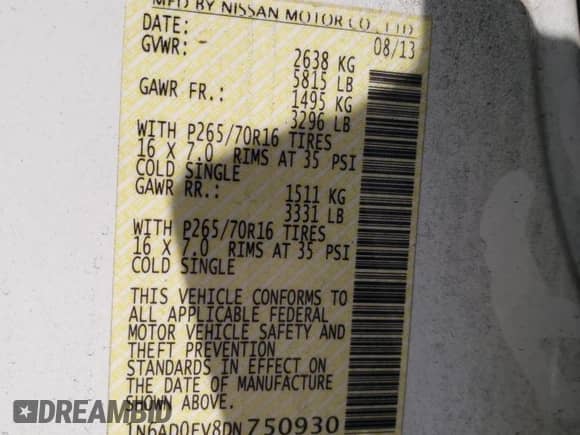 MFD BY NISSAN MOTOR CO., LTD
DATE: 08/13
GVWR: 2638 KG
5815 LB
GAWR FR.: 1495 KG
3296 LB
WITH P265/70R16 TIRES
16 X 7.0 RIMS AT 35 PSI
COLD SINGLE
GAWR RR.: 1511 KG
3331 LB
WITH P265/70R16 TIRES
16 X 7.0 RIMS AT 35 PSI
COLD SINGLE
THIS VEHICLE CONFORMS TO
ALL APPLICABLE FEDERAL
MOTOR VEHICLE SAFETY AND
THEFT PREVENTION
STANDARDS IN EFFECT ON
THE DATE OF MANUFACTURE
SHOWN ABOVE.
1N6AD0EV8DN750930
DREAMBID